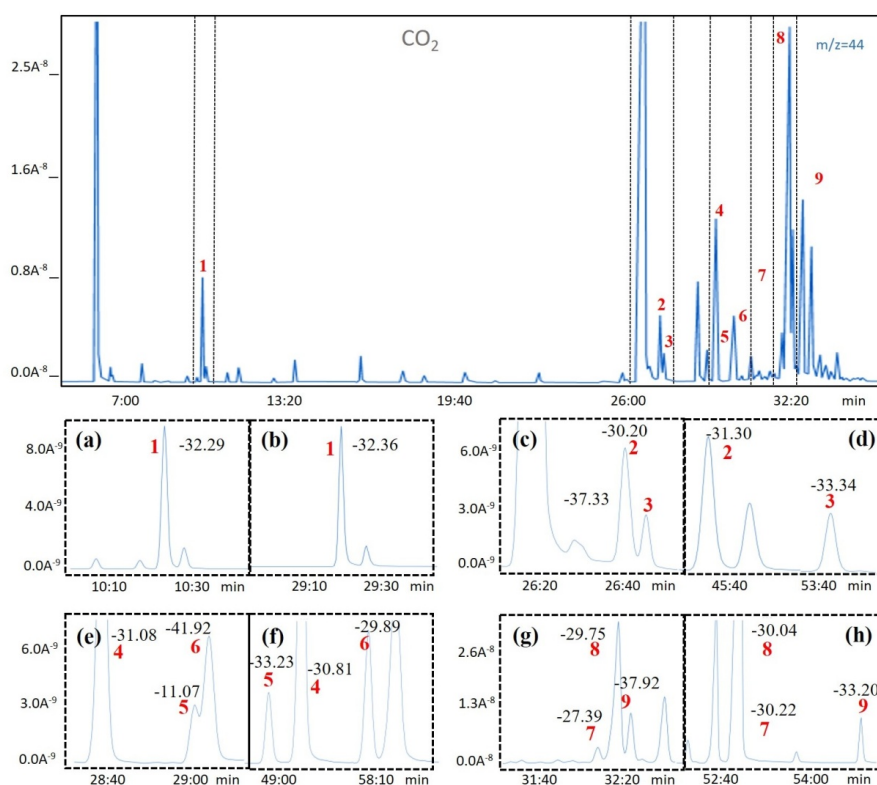 CO2
m/z=44
8
2.5A-8
1.6A-8
9
4
1
0.8A-8
7
2
6
5
3
0.0A-8
7:00 13:20 19:40 26:00 32:20 min
(a) 1 -32.29
8.0A-9
4.0A-9
0.0A-9
10:10 10:30 min
(b) 1 -32.36
29:10 29:30 min
(c) -30.20
2
6.0A-9
-37.33
3
3.0A-9
0.0A-9
26:20 26:40 min
-31.30 (d)
2
-33.34
3
45:40 53:40 min
(e) -31.08 -41.92
4 6
6.0A-9
-11.07
5
3.0A-9
0.0A-9
28:40 29:00 min
(f) -29.89
6
-33.23
5 -30.81
4
49:00 58:10 min
(g)
2.6A-8
-29.75
8
-37.92
9
1.3A-8
-27.39
7
0.0A-8
31:40 32:20 min
-30.04 (h)
8
-33.20
-30.22 9
7
52:40 54:00 min